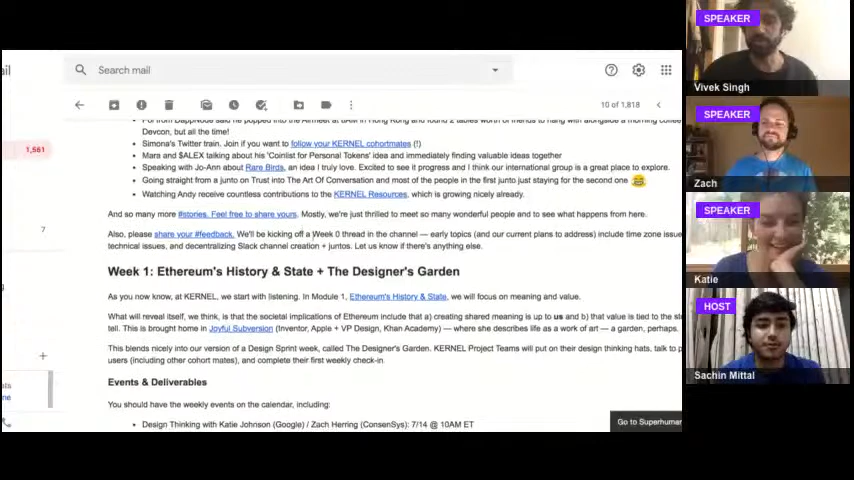 ail
Search mail
10 of 1,818
1,561
7
Devcon, but all the time!
Simona's Twitter train. Join if you want to follow your KERNEL cohortmates (!)
Mara and $ALEX talking about his 'Coinlist for Personal Tokens' idea and immediately finding valuable ideas together
Speaking with Jo-Ann about Rare Birds, an idea I truly love. Excited to see it progress and I think our international group is a great place to explore.
Going straight from a junto on Trust into The Art Of Conversation and most of the people in the first junto just staying for the second one 😂
Watching Andy receive countless contributions to the KERNEL Resources, which is growing nicely already.
And so many more #stories. Feel free to share yours. Mostly, we're just thrilled to meet so many wonderful people and to see what happens from here.
Also, please share your #feedback. We'll be kicking off a Week 0 thread in the channel — early topics (and our current plans to address) include time zone issue
technical issues, and decentralizing Slack channel creation + juntos. Let us know if there's anything else.
Week 1: Ethereum's History & State + The Designer's Garden
As you now know, at KERNEL, we start with listening. In Module 1, Ethereum's History & State, we will focus on meaning and value.
What will reveal itself, we think, is that the societal implications of Ethereum include that a) creating shared meaning is up to us and b) that value is tied to the st
tell. This is brought home in Joyful Subversion (Inventor, Apple + VP Design, Khan Academy) — where she describes life as a work of art — a garden, perhaps.
This blends nicely into our version of a Design Sprint week, called The Designer's Garden. KERNEL Project Teams will put on their design thinking hats, talk to p
users (including other cohort mates), and complete their first weekly check-in.
Events & Deliverables
You should have the weekly events on the calendar, including:
Design Thinking with Katie Johnson (Google) / Zach Herring (ConsenSys): 7/14 @ 10AM ET
Go to Superhuman
SPEAKER
Vivek Singh
SPEAKER
Zach
SPEAKER
Katie
HOST
Sachin Mittal